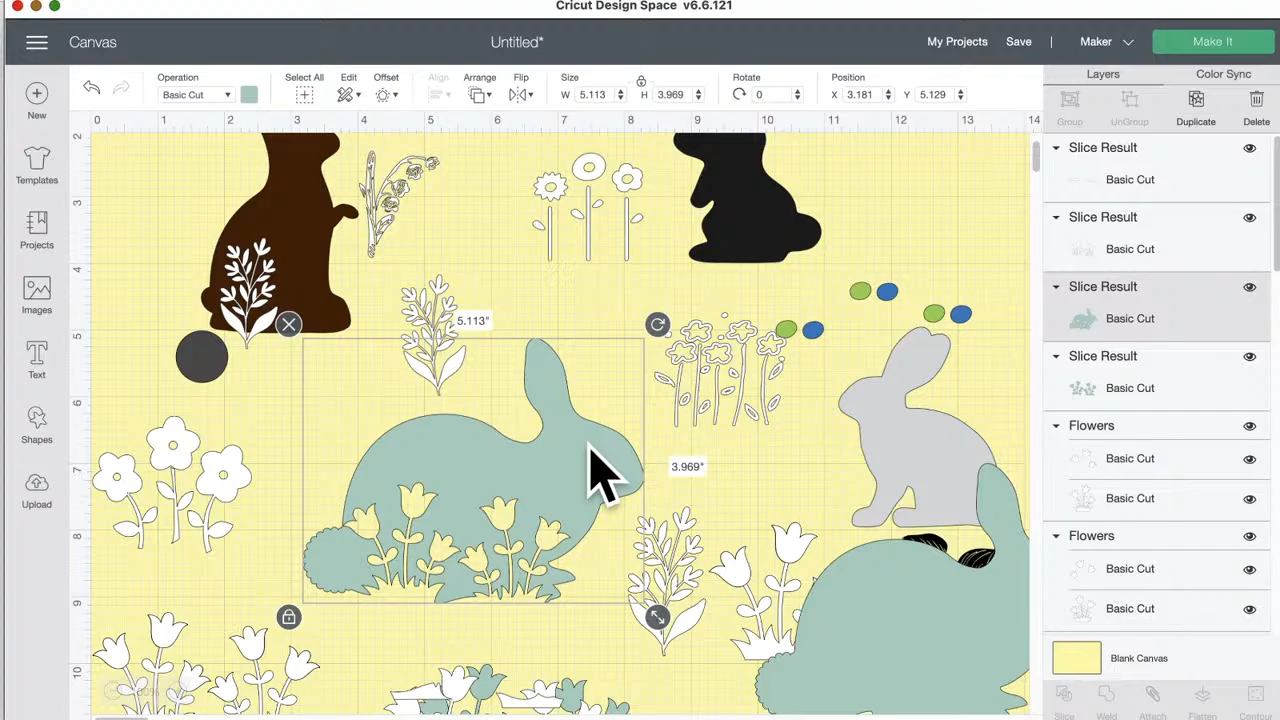 Cricut Design Space v6.6.121
Canvas
Untitled*
My Projects Save | Maker Make It
Operation
Basic Cut
Select All Edit Offset Align Arrange Flip
Size
W 5.113 H 3.969
Rotate
0
Position
X 3.181 Y 5.129
Layers Color Sync
Group UnGroup Duplicate Delete
New
Templates
Projects
Images
Text
Shapes
Upload
0 1 2 3 4 5 6 7 8 9 10 11 12 13 14
2
3
4
5
6
7
8
9
10
5.113"
3.969"
Slice Result
Basic Cut
Slice Result
Basic Cut
Slice Result
Basic Cut
Slice Result
Basic Cut
Flowers
Basic Cut
Basic Cut
Flowers
Basic Cut
Basic Cut
Blank Canvas
Slice Weld Attach Flatten Contour